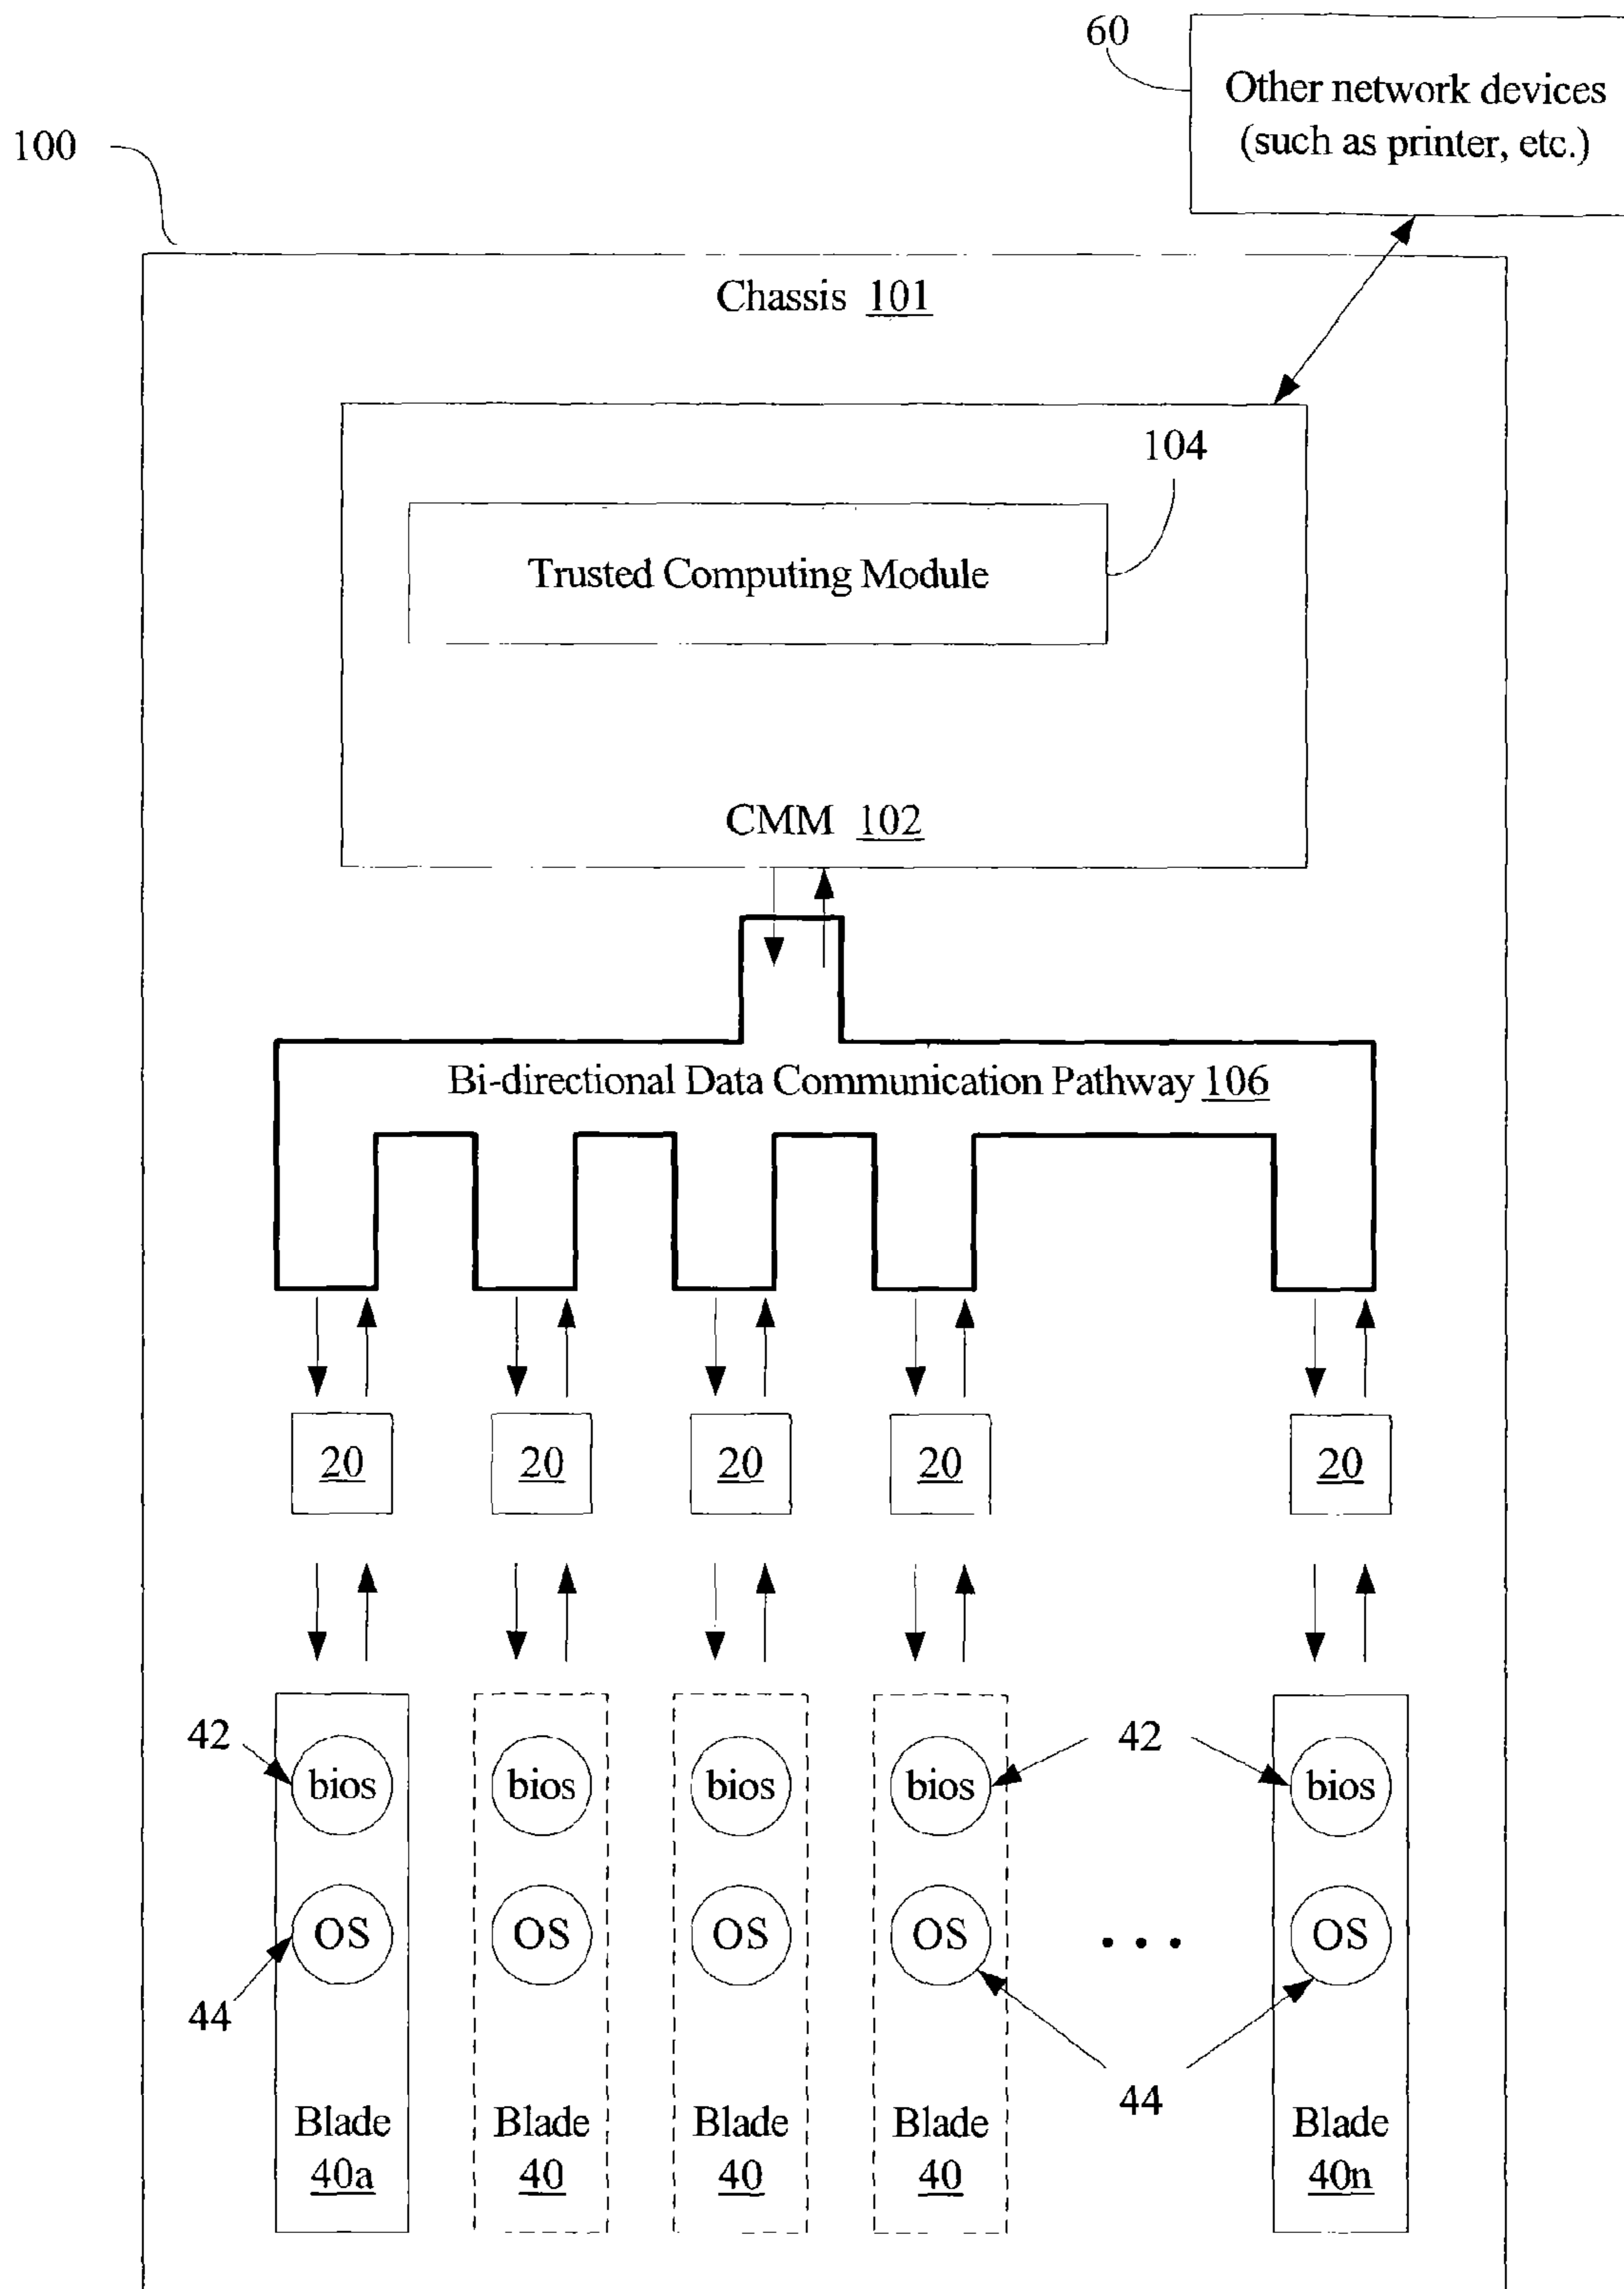 60
Other network devices
(such as printer, etc.)
100
Chassis 101
104
Trusted Computing Module
CMM 102
Bi-directional Data Communication Pathway 106
20 20 20 20 20
42 bios bios bios bios 42 bios
OS OS OS OS ... OS
44
44
Blade Blade Blade Blade Blade
40a 40 40 40 40n